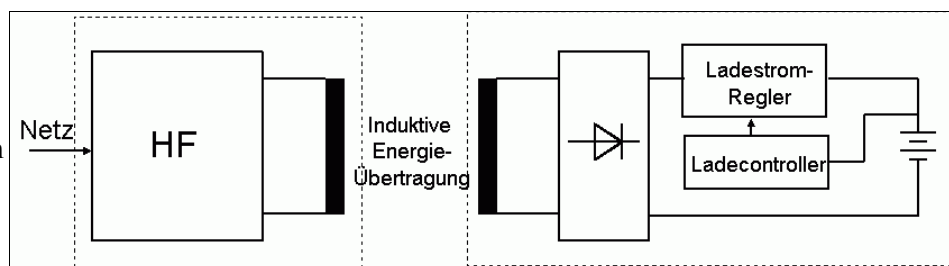 Netz
HF
Induktive
Energie-
Übertragung
Ladestrom-
Regler
Ladecontroller